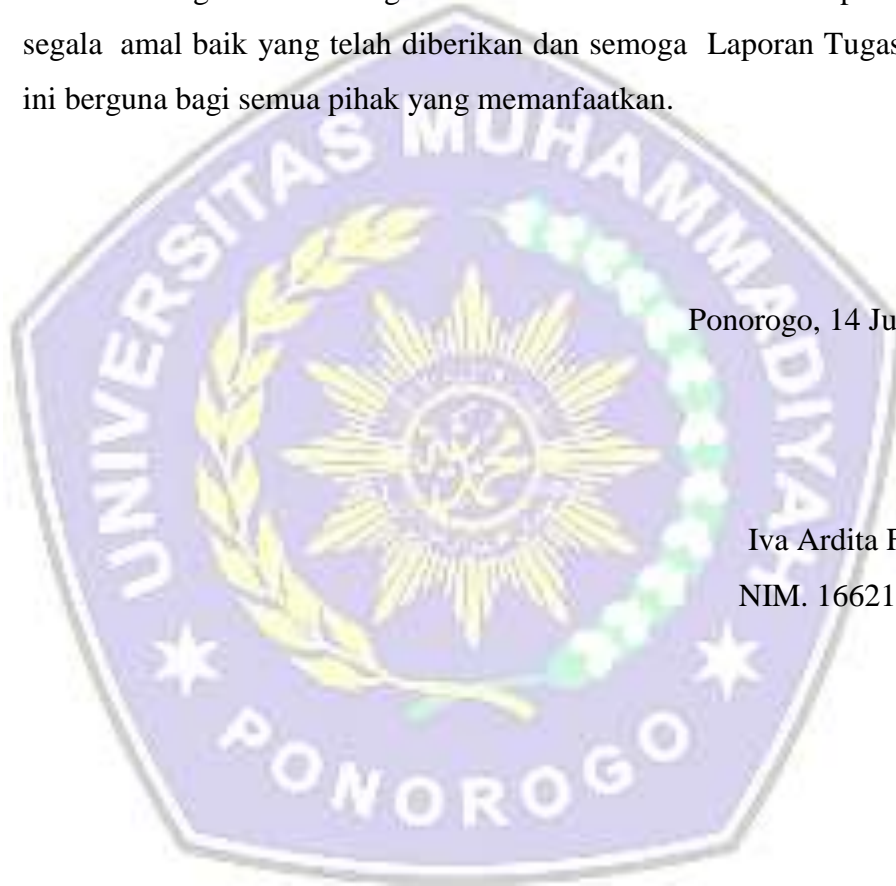 segala amal baik yang telah diberikan dan semoga Laporan Tugas
ini berguna bagi semua pihak yang memanfaatkan.
UNIVERSITAS MUHAMMADIYAH
Ponorogo, 14 Ju
Iva Ardita
NIM. 16621
PONOROGO